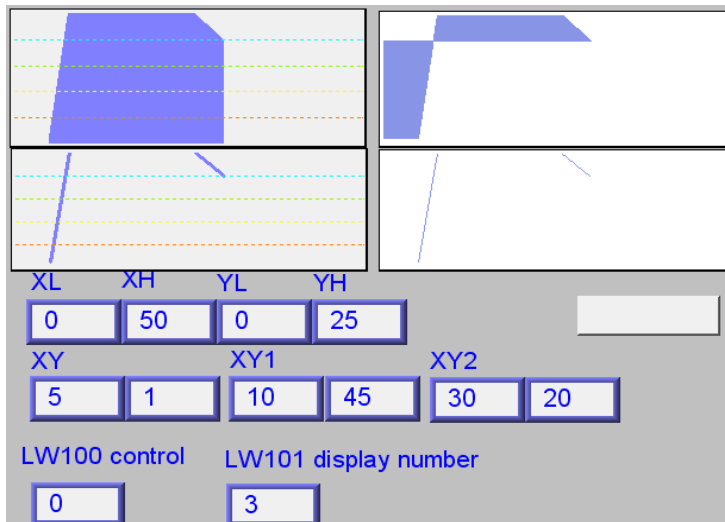 XL XH YL YH
0 50 0 25
XY XY1 XY2
5 1 10 45 30 20
LW100 control LW101 display number
0 3